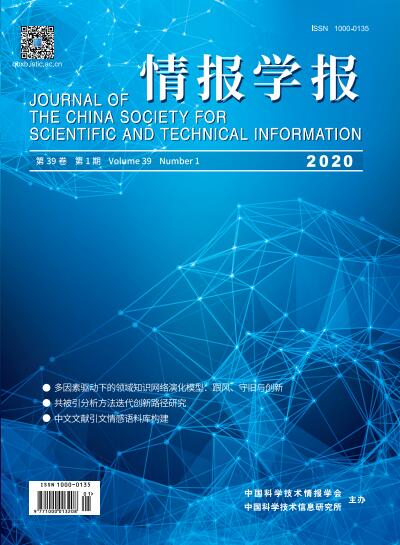 ISSN 1000-0135
qbxb.istic.ac.cn
情报学报
JOURNAL OF
THE CHINA SOCIETY FOR
SCIENTIFIC AND TECHNICAL INFORMATION
第 39 卷 第 1 期 Volume 39 Number 1
2020
● 多因素驱动下的领域知识网络演化模型：跟风、守旧与创新
● 共被引分析方法迭代创新路径研究
● 中文文献引文情感语料库构建
ISSN 1000-0135
01>
9 771000 013208
中国科学技术情报学会
中国科学技术信息研究所
主办